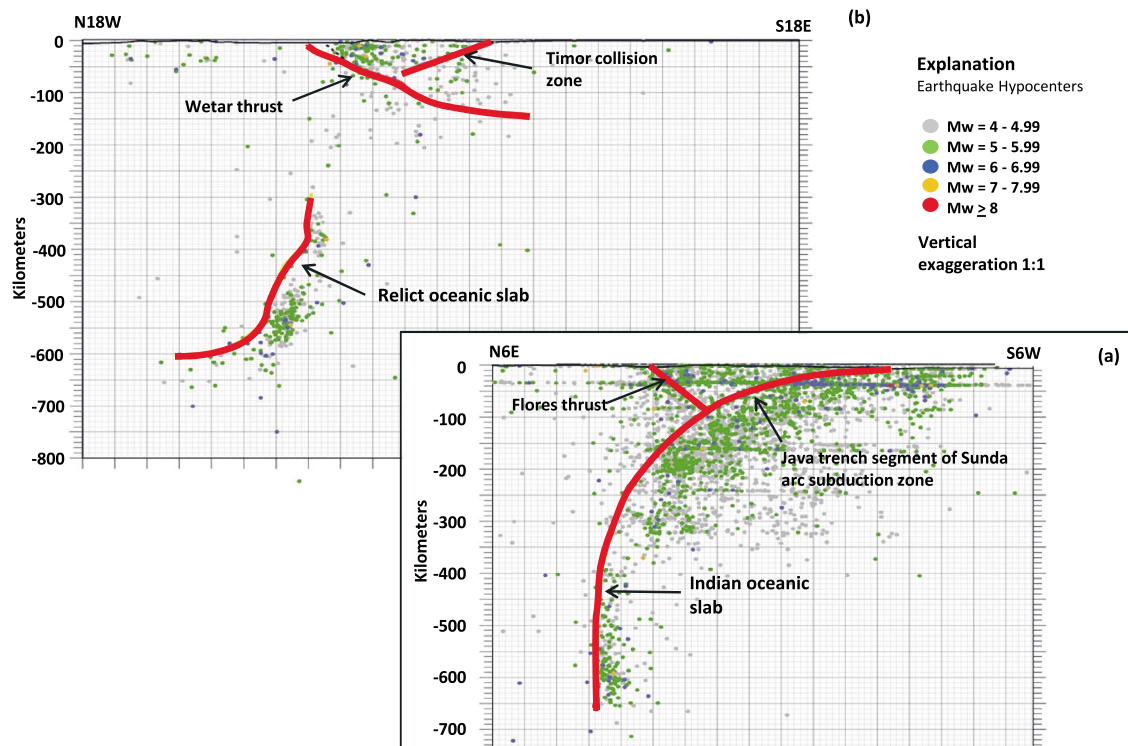 N18W
S18E
(b)
0
-100
-200
-300
-400
-500
-600
-700
-800
Kilometers
Wetar thrust
Timor collision
zone
Relict oceanic slab
Explanation
Earthquake Hypocenters
Mw = 4 - 4.99
Mw = 5 - 5.99
Mw = 6 - 6.99
Mw = 7 - 7.99
Mw ≥ 8
Vertical
exaggeration 1:1
N6E
S6W
(a)
0
-100
-200
-300
-400
-500
-600
-700
Kilometers
Flores thrust
Java trench segment of Sunda
arc subduction zone
Indian oceanic
slab